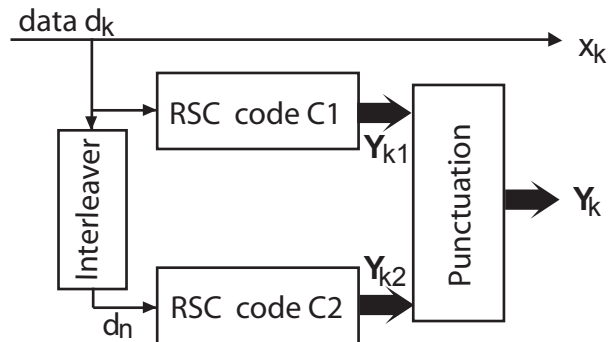 data dk
xk
RSC code C1
Yk1
Interleaver
Punctuation
Yk
Yk2
RSC code C2
dn